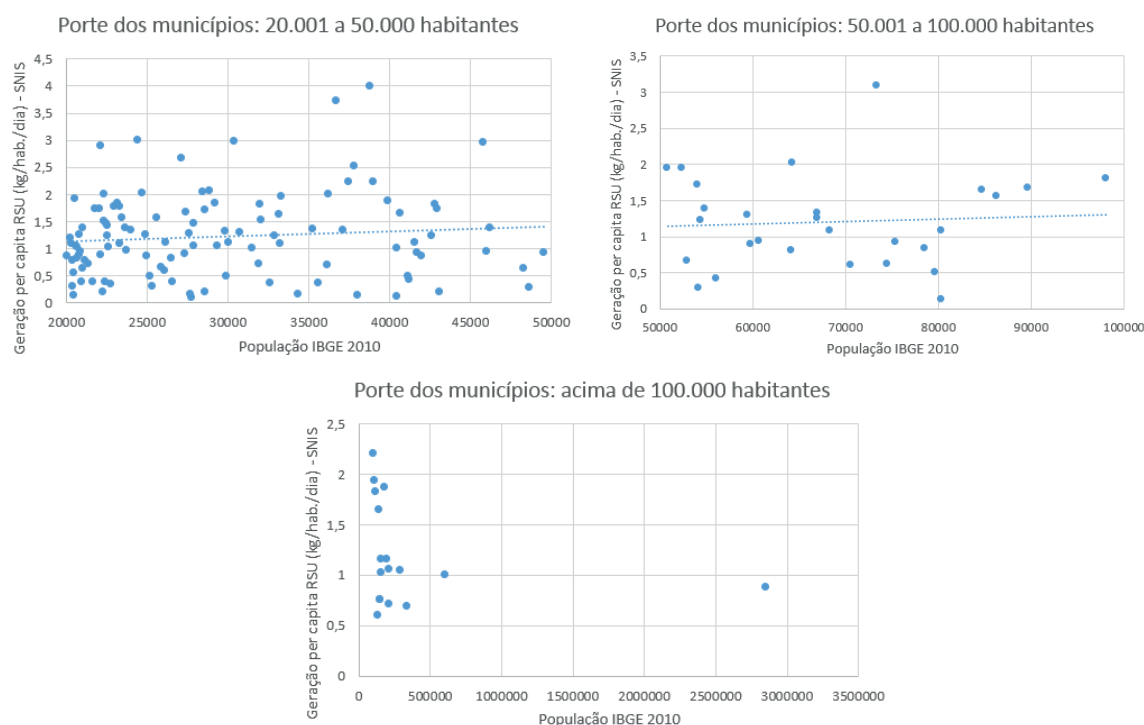 Porte dos municípios: 20.001 a 50.000 habitantes
Geração per capita RSU (kg/hab./dia) - SNIS
4,5
4
3,5
3
2,5
2
1,5
1
0,5
0
20000 25000 30000 35000 40000 45000 50000
População IBGE 2010
Porte dos municípios: 50.001 a 100.000 habitantes
Geração per capita RSU (kg/hab./dia) - SNIS
3,5
3
2,5
2
1,5
1
0,5
0
50000 60000 70000 80000 90000 100000
População IBGE 2010
Porte dos municípios: acima de 100.000 habitantes
Geração per capita RSU (kg/hab./dia) - SNIS
2,5
2
1,5
1
0,5
0
0 500000 1000000 1500000 2000000 2500000 3000000 3500000
População IBGE 2010